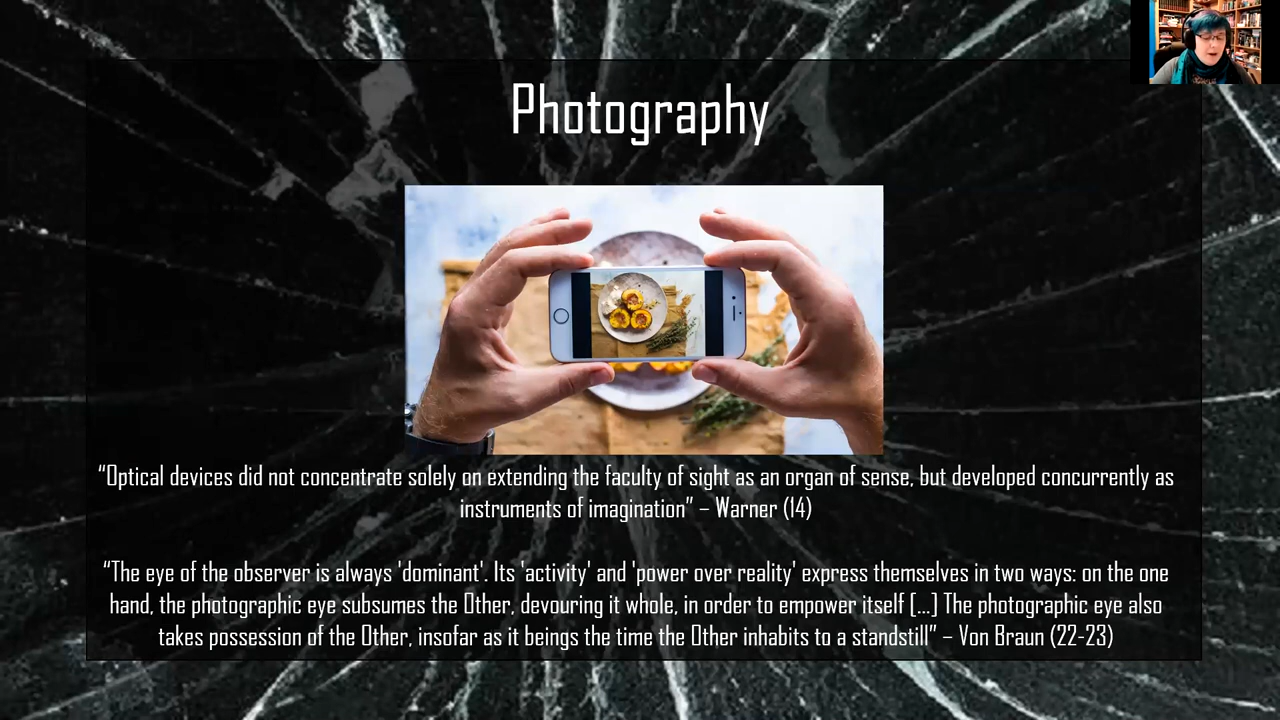 Photography
“Optical devices did not concentrate solely on extending the faculty of sight as an organ of sense, but developed concurrently as
instruments of imagination” – Warner (14)
“The eye of the observer is always 'dominant'. Its 'activity' and 'power over reality' express themselves in two ways: on the one
hand, the photographic eye subsumes the Other, devouring it whole, in order to empower itself [...] The photographic eye also
takes possession of the Other, insofar as it beings the time the Other inhabits to a standstill” – Von Braun (22-23)